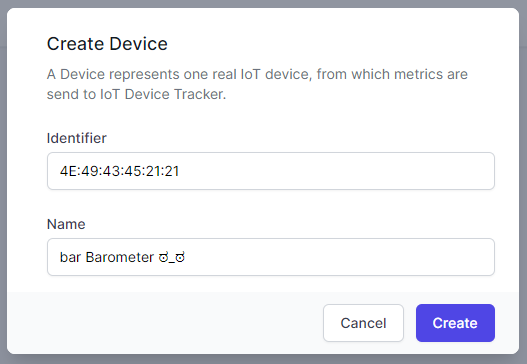 Create Device
A Device represents one real IoT device, from which metrics are
send to IoT Device Tracker.
Identifier
4E:49:43:45:21:21
Name
bar Barometer ಠ_ಠ
Cancel
Create